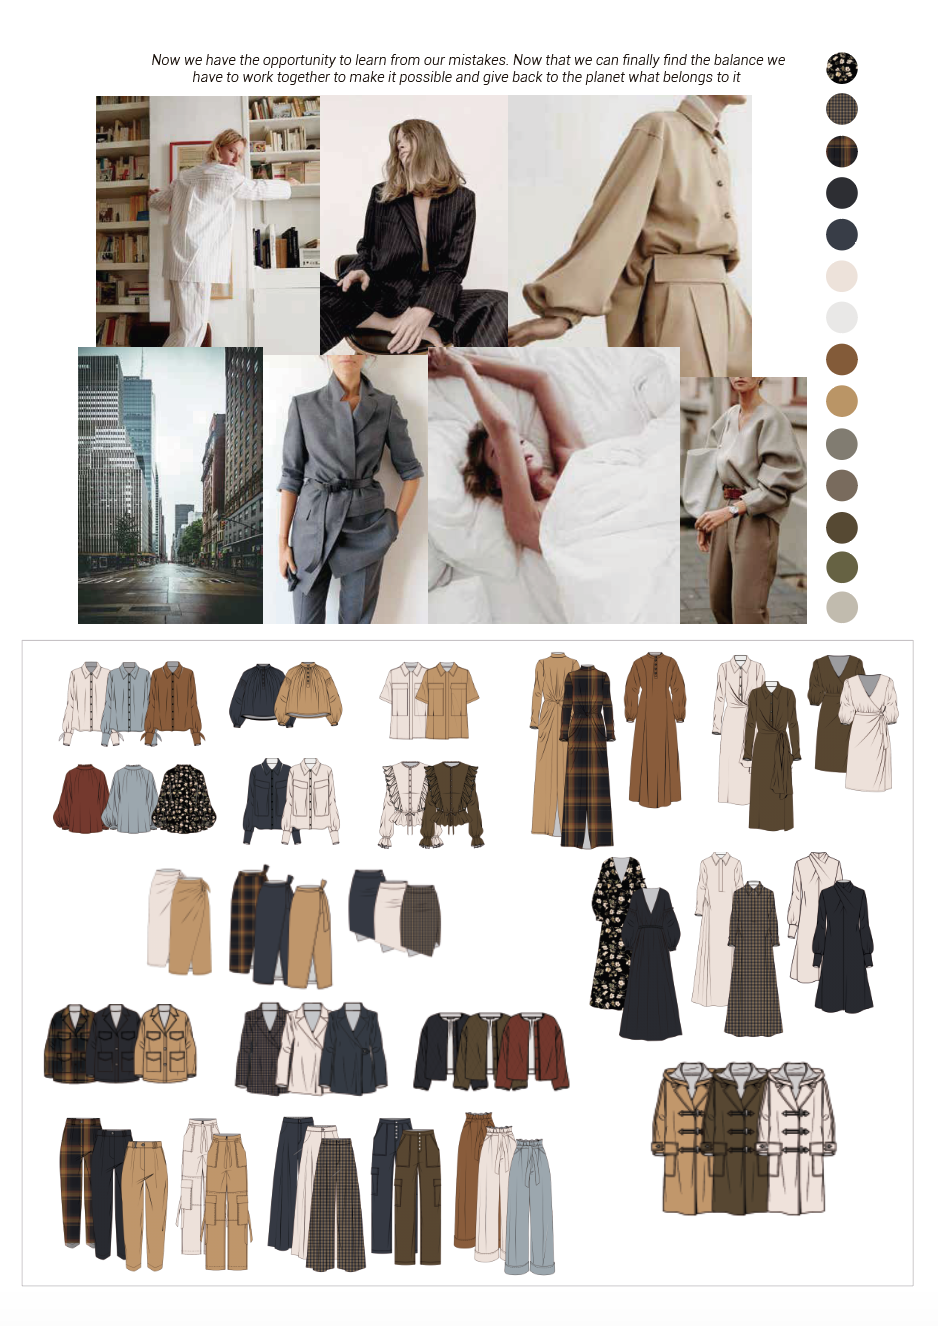 Now we have the opportunity to learn from our mistakes. Now that we can finally find the balance we
have to work together to make it possible and give back to the planet what belongs to it